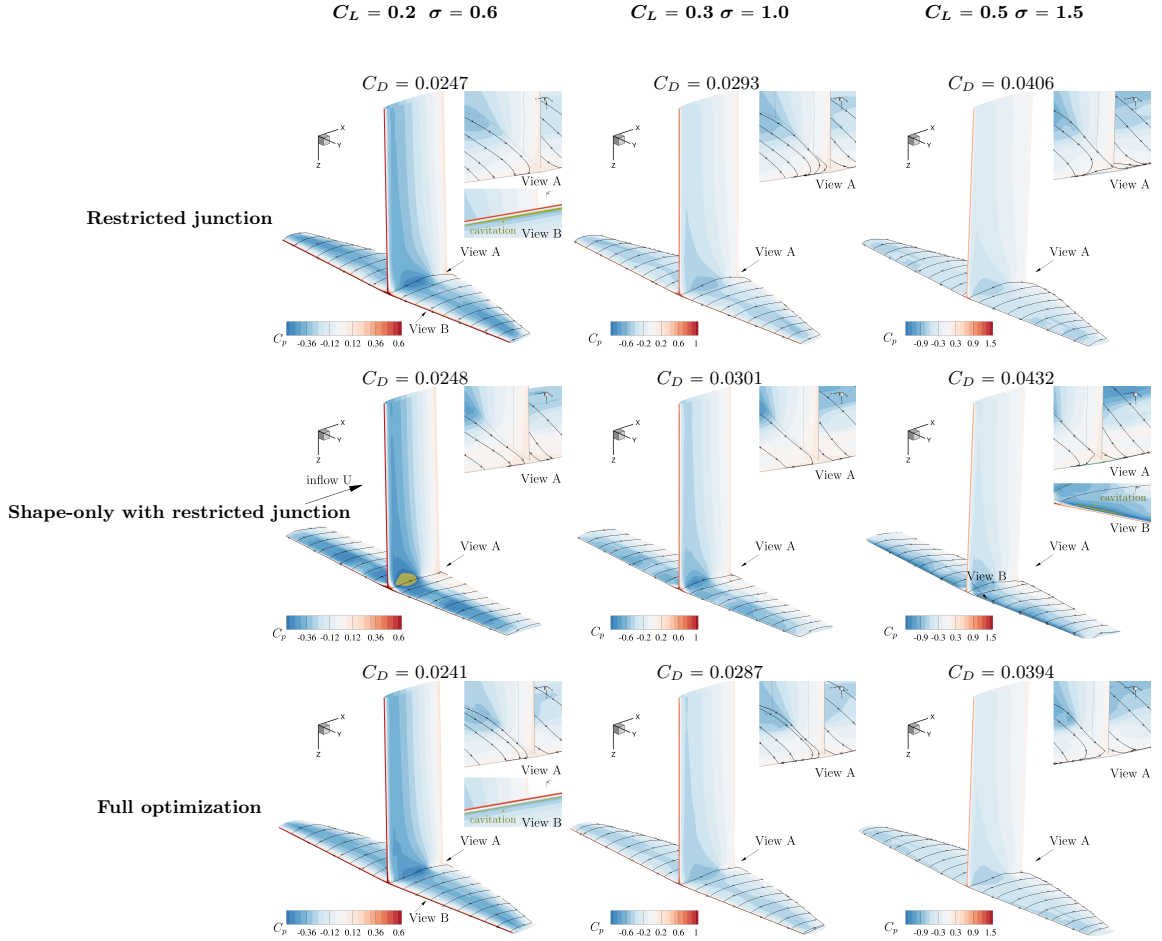 C_L = 0.2 σ = 0.6
C_L = 0.3 σ = 1.0
C_L = 0.5 σ = 1.5
Restricted junction
C_D = 0.0247
X
Y
Z
View A
cavitation
View B
View A
View B
C_p
-0.36 -0.12 0.12 0.36 0.6
C_D = 0.0293
X
Y
Z
View A
View A
C_p
-0.6 -0.2 0.2 0.6 1
C_D = 0.0406
X
Y
Z
View A
View A
C_p
-0.9 -0.3 0.3 0.9 1.5
Shape-only with restricted junction
C_D = 0.0248
X
Y
Z
inflow U
View A
View A
C_p
-0.36 -0.12 0.12 0.36 0.6
C_D = 0.0301
X
Y
Z
View A
View A
C_p
-0.6 -0.2 0.2 0.6 1
C_D = 0.0432
X
Y
Z
View A
cavitation
View B
View A
View B
C_p
-0.9 -0.3 0.3 0.9 1.5
Full optimization
C_D = 0.0241
X
Y
Z
View A
cavitation
View B
View A
View B
C_p
-0.36 -0.12 0.12 0.36 0.6
C_D = 0.0287
X
Y
Z
View A
View A
C_p
-0.6 -0.2 0.2 0.6 1
C_D = 0.0394
X
Y
Z
View A
View A
C_p
-0.9 -0.3 0.3 0.9 1.5